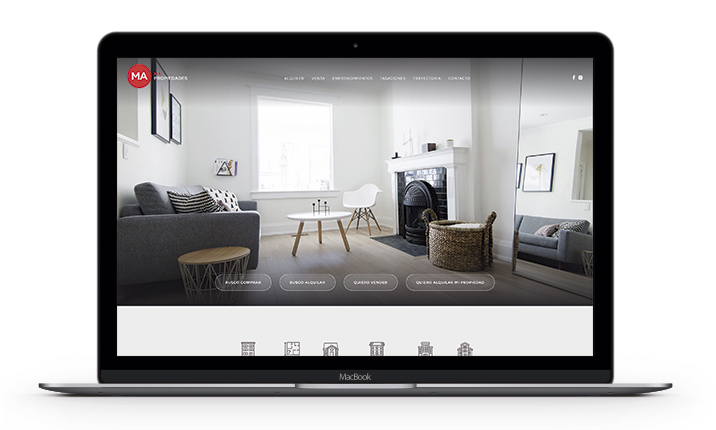 MA
PROPIEDADES
ALQUILER VENTA EMPRENDIMIENTOS TASACIONES TRAYECTORIA CONTACTO
BUSCO COMPRAR BUSCO ALQUILAR QUIERO VENDER QUIERO ALQUILAR MI PROPIEDAD
MacBook